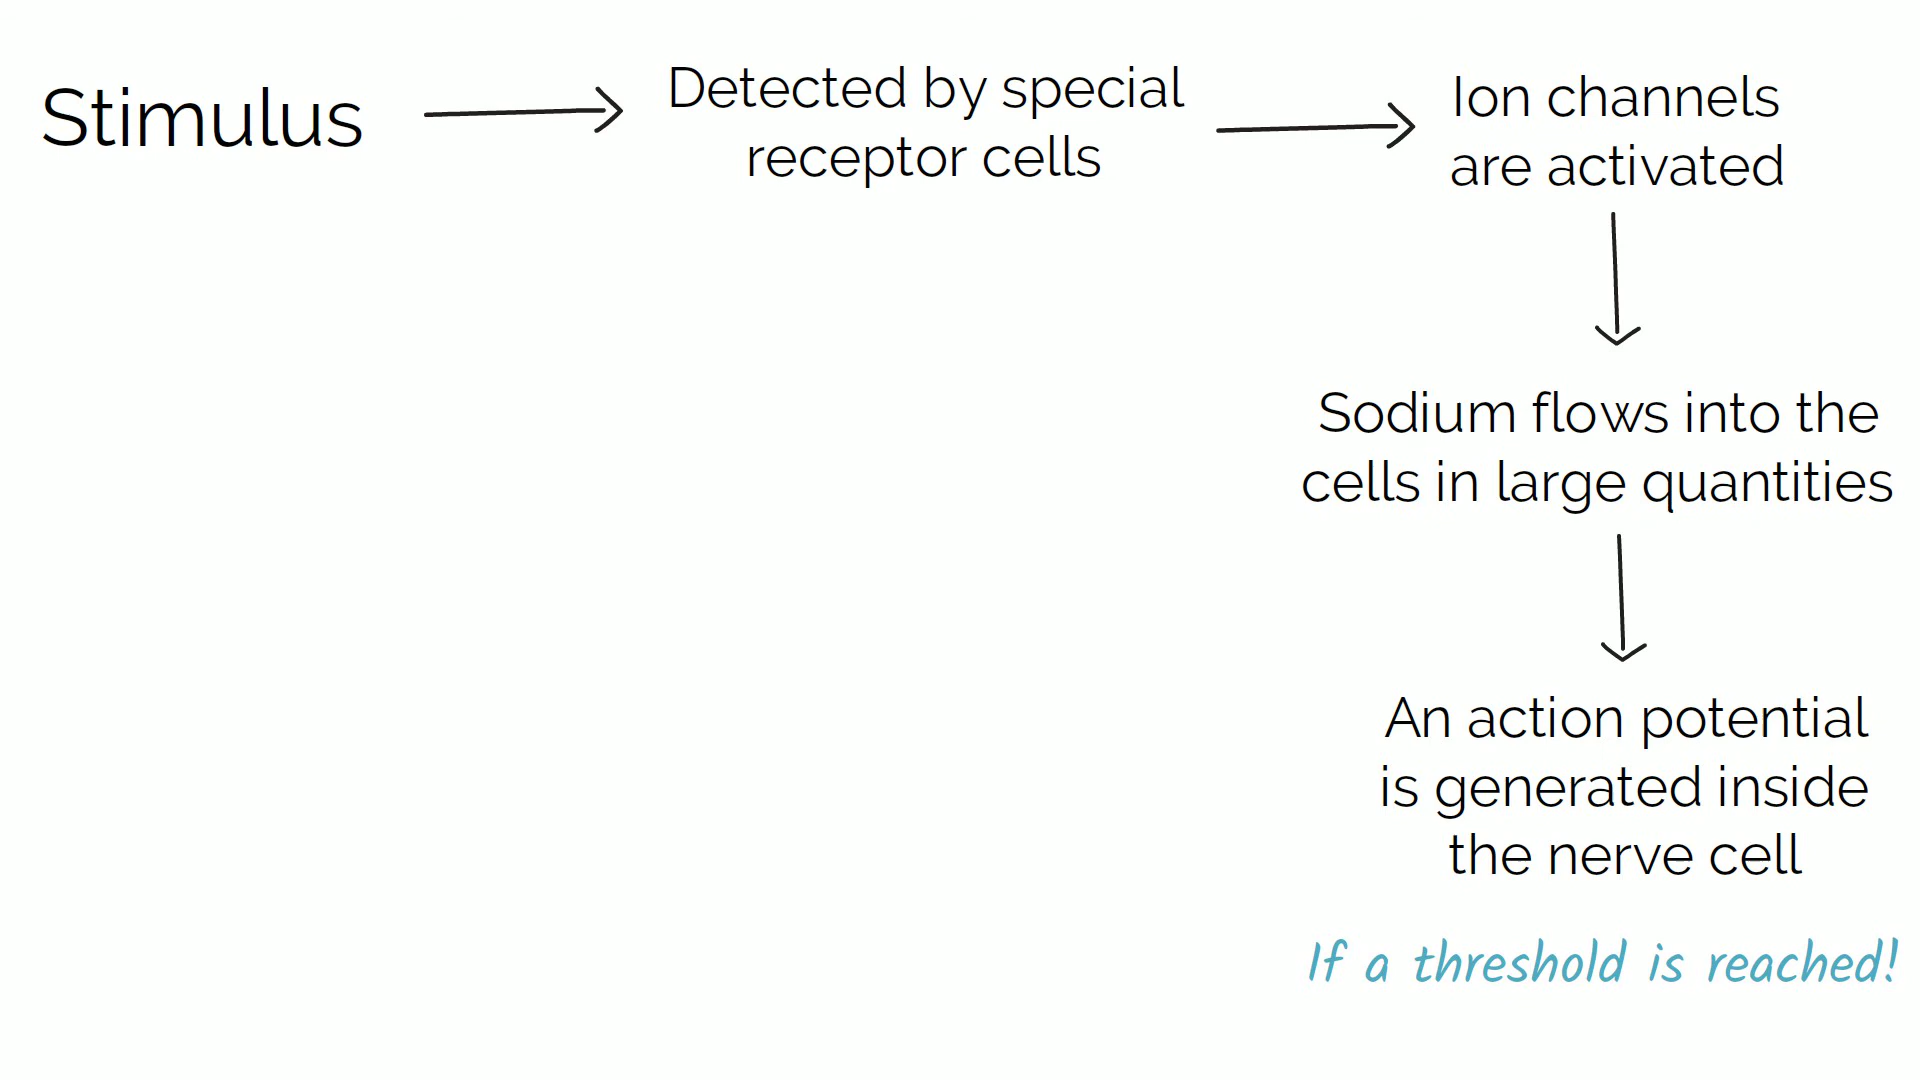 Stimulus
Detected by special
receptor cells
Ion channels
are activated
Sodium flows into the
cells in large quantities
An action potential
is generated inside
the nerve cell
If a threshold is reached!